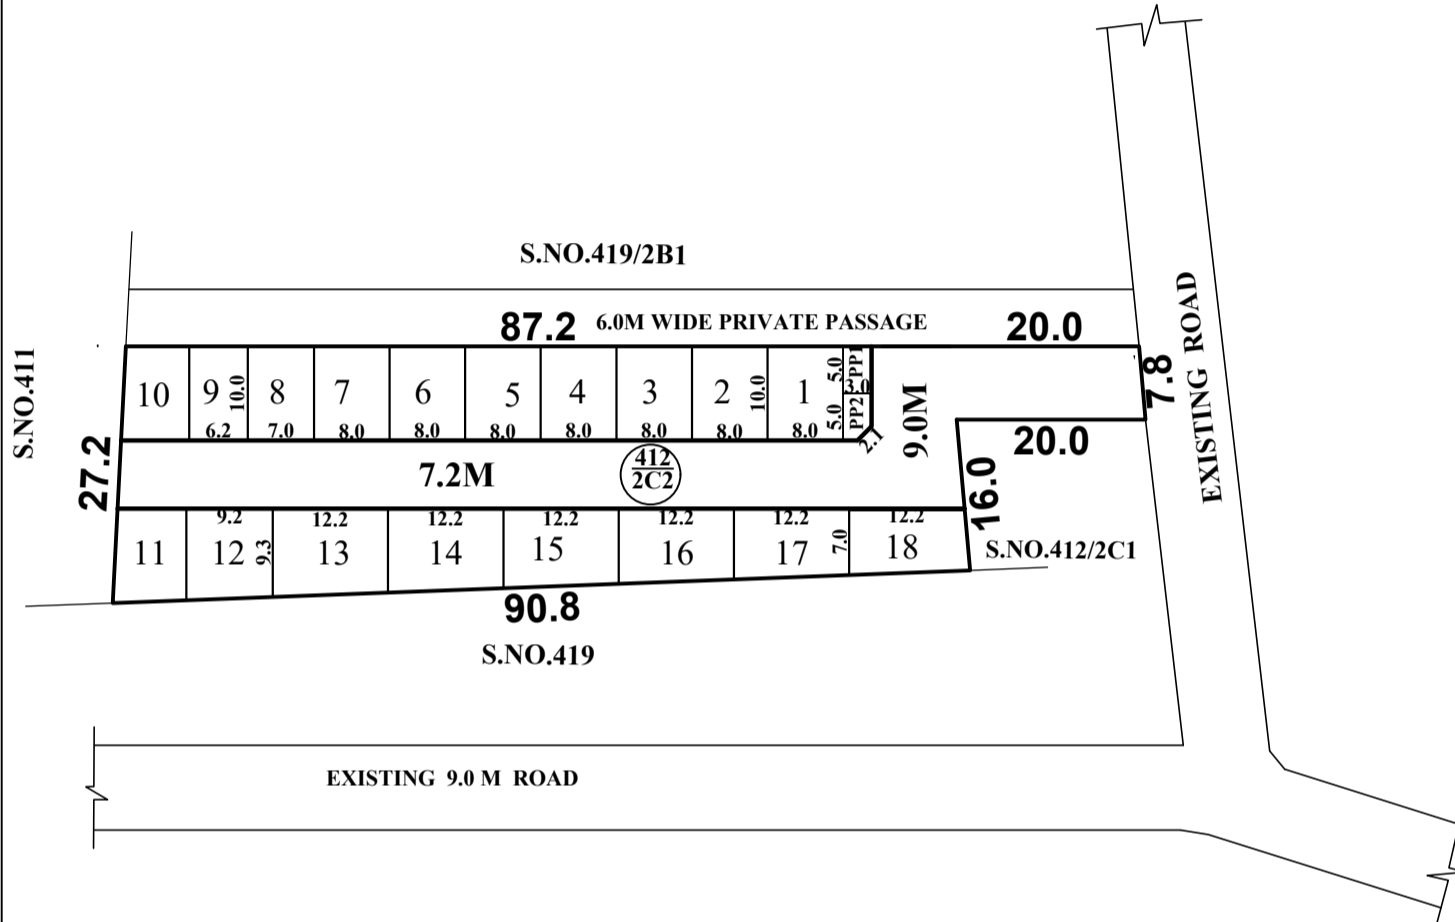 S.NO.419/2B1
87.2 6.0M WIDE PRIVATE PASSAGE 20.0
S.NO.411
EXISTING ROAD
7.8
10 9 10.0 8 7 6 5 4 3 2 10.0 1 5.0 PP1
3.0
5.0 PP2
6.2 7.0 8.0 8.0 8.0 8.0 8.0 8.0 8.0
2.1
9.0M
20.0
27.2
7.2M
412
2C2
16.0
9.2 12.2 12.2 12.2 12.2 12.2 12.2
11 12 9.3 13 14 15 16 17 7.0 18
S.NO.412/2C1
90.8
S.NO.419
EXISTING 9.0 M ROAD